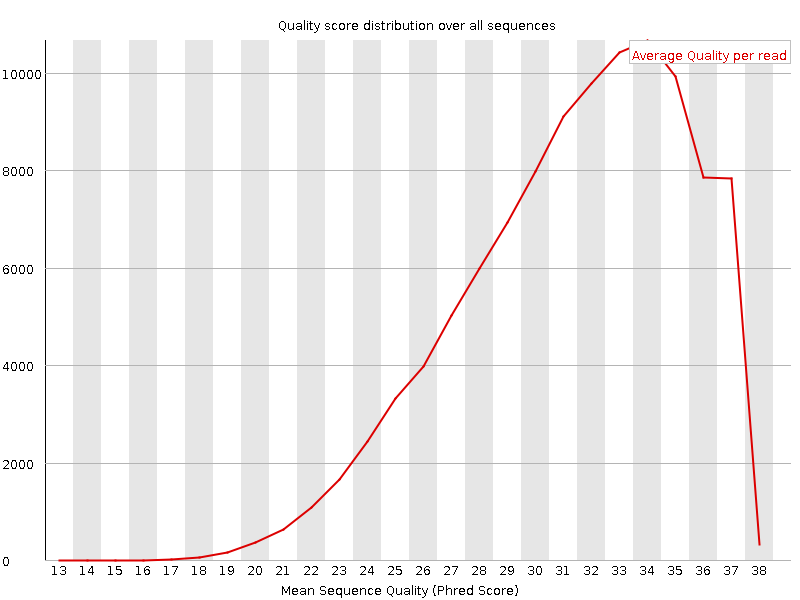 Quality score distribution over all sequences
Average Quality per read
10000
8000
6000
4000
2000
0
13 14 15 16 17 18 19 20 21 22 23 24 25 26 27 28 29 30 31 32 33 34 35 36 37 38
Mean Sequence Quality (Phred Score)